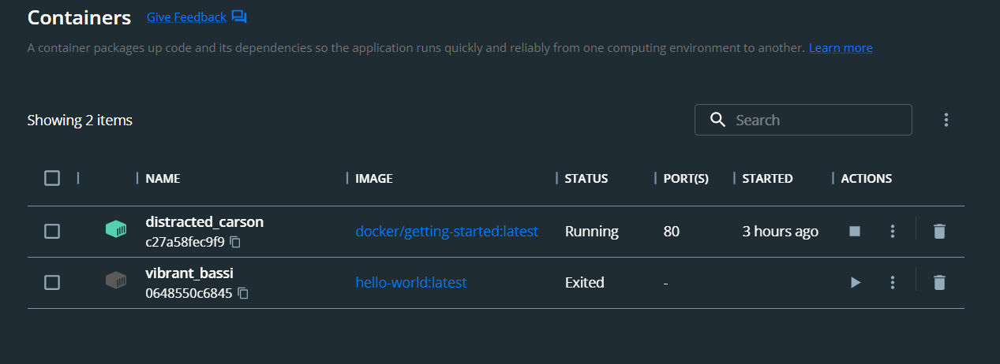 Containers Give Feedback
A container packages up code and its dependencies so the application runs quickly and reliably from one computing environment to another. Learn more
Showing 2 items Search
NAME IMAGE STATUS PORT(S) STARTED ACTIONS
distracted_carson
c27a58fec9f9 docker/getting-started:latest Running 80 3 hours ago
vibrant_bassi
0648550c6845 hello-world:latest Exited -